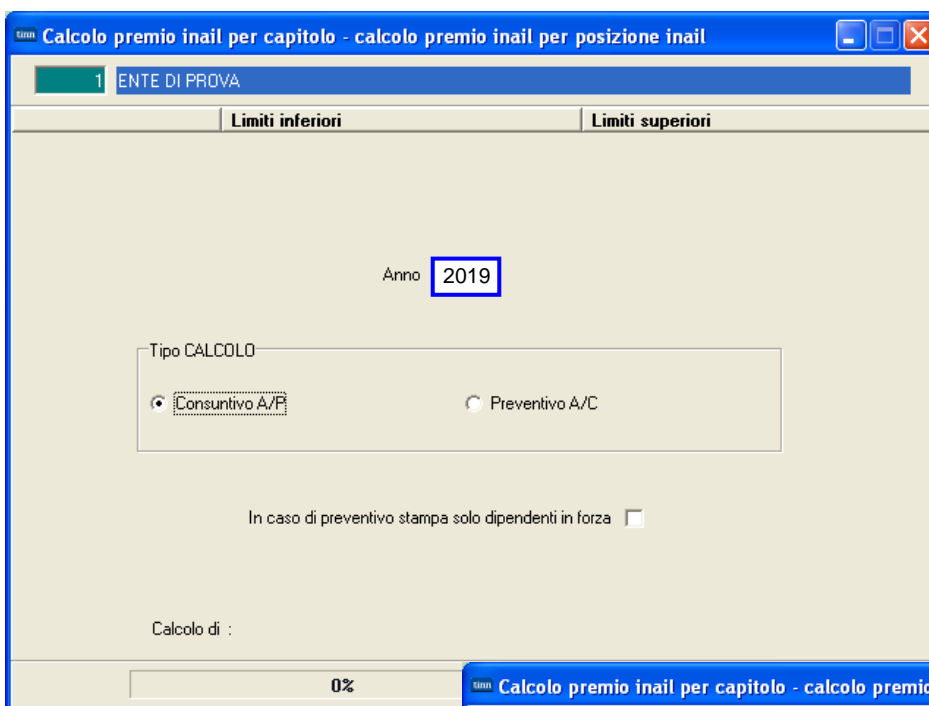 tinn Calcolo premio inail per capitolo - calcolo premio inail per posizione inail
1 ENTE DI PROVA
Limiti inferiori Limiti superiori
Anno 2019
Tipo CALCOLO
Consuntivo A/P Preventivo A/C
In caso di preventivo stampa solo dipendenti in forza
Calcolo di :
0%
tinn Calcolo premio inail per capitolo - calcolo premio